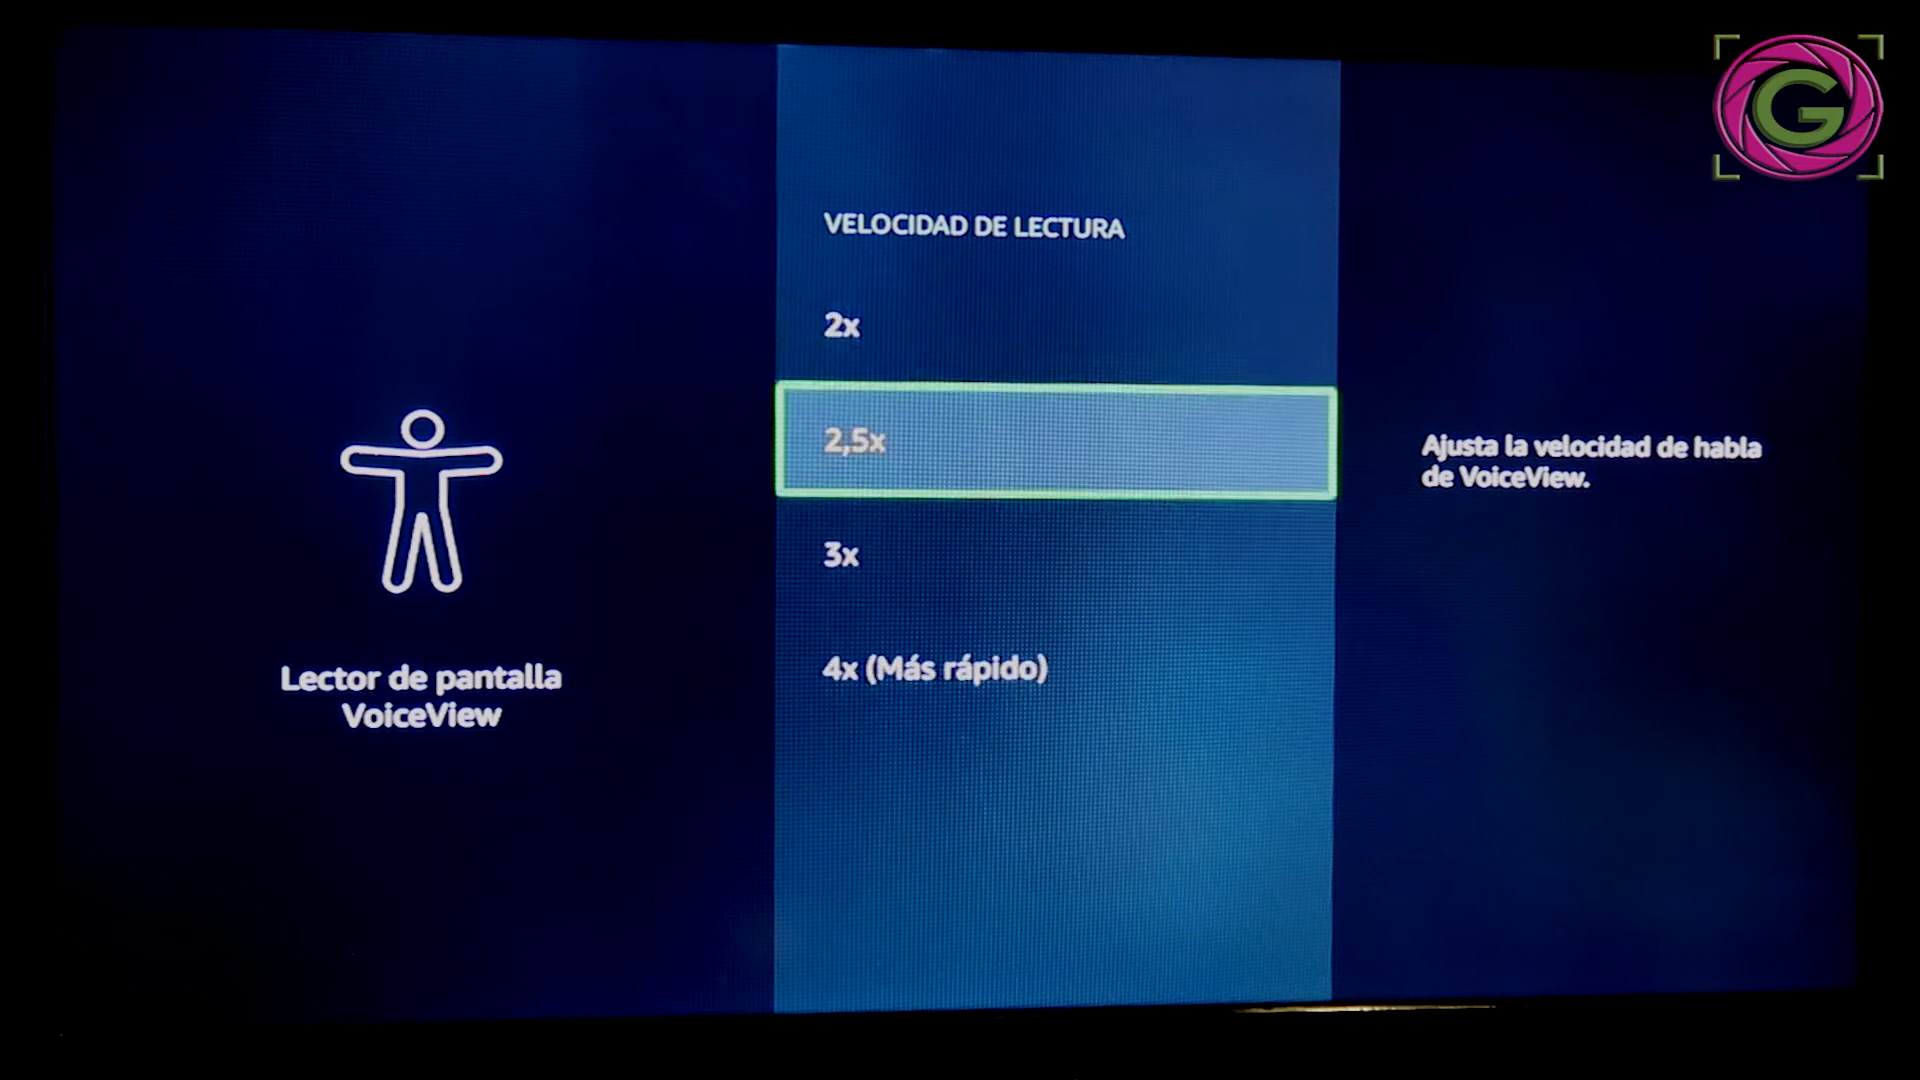 G
VELOCIDAD DE LECTURA
2x
2,5x
3x
4x (Más rápido)
Lector de pantalla
VoiceView
Ajusta la velocidad de habla
de VoiceView.